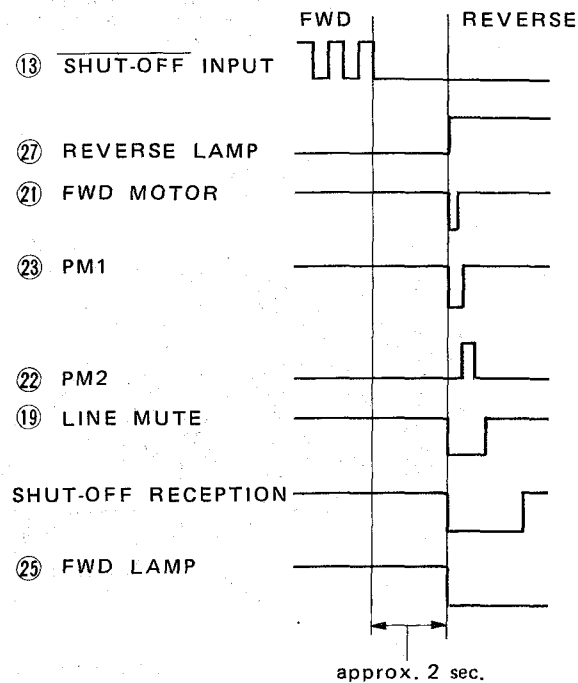 FWD REVERSE
⑬ SHUT-OFF INPUT
㉗ REVERSE LAMP
㉑ FWD MOTOR
㉓ PM1
㉒ PM2
⑲ LINE MUTE
SHUT-OFF RECEPTION
㉕ FWD LAMP
approx. 2 sec.